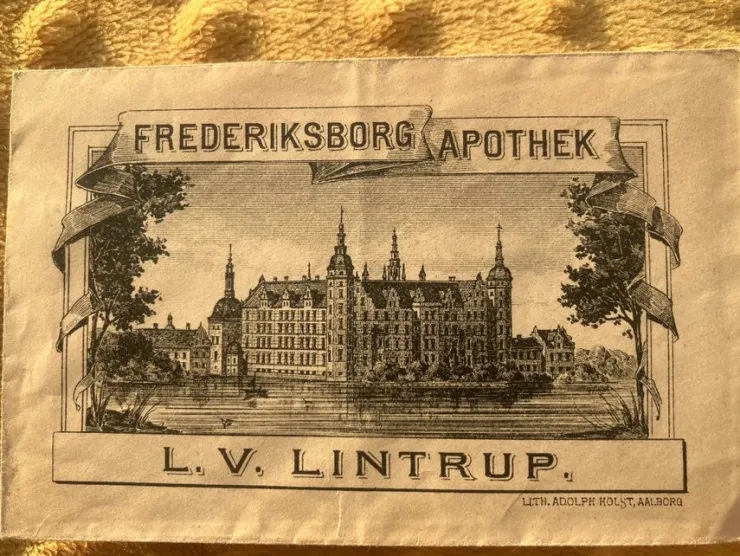 FREDERIKSBORG APOTHEK
L. V. LINTRUP.
LITH. ADOLPH HOLST, AALBORG